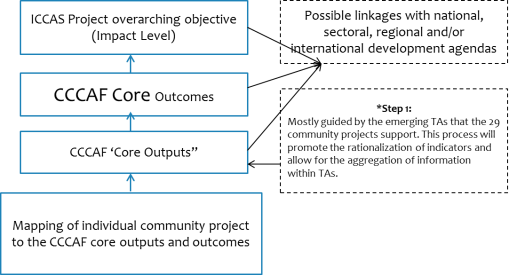 ICCAS Project overarching objective
(Impact Level)
Possible linkages with national,
sectoral, regional and/or
international development agendas
CCCAF Core Outcomes
*Step 1:
Mostly guided by the emerging TAs that the 29
community projects support. This process will
promote the rationalization of indicators and
allow for the aggregation of information
within TAs.
CCCAF ‘Core Outputs”
Mapping of individual community project
to the CCCAF core outputs and outcomes